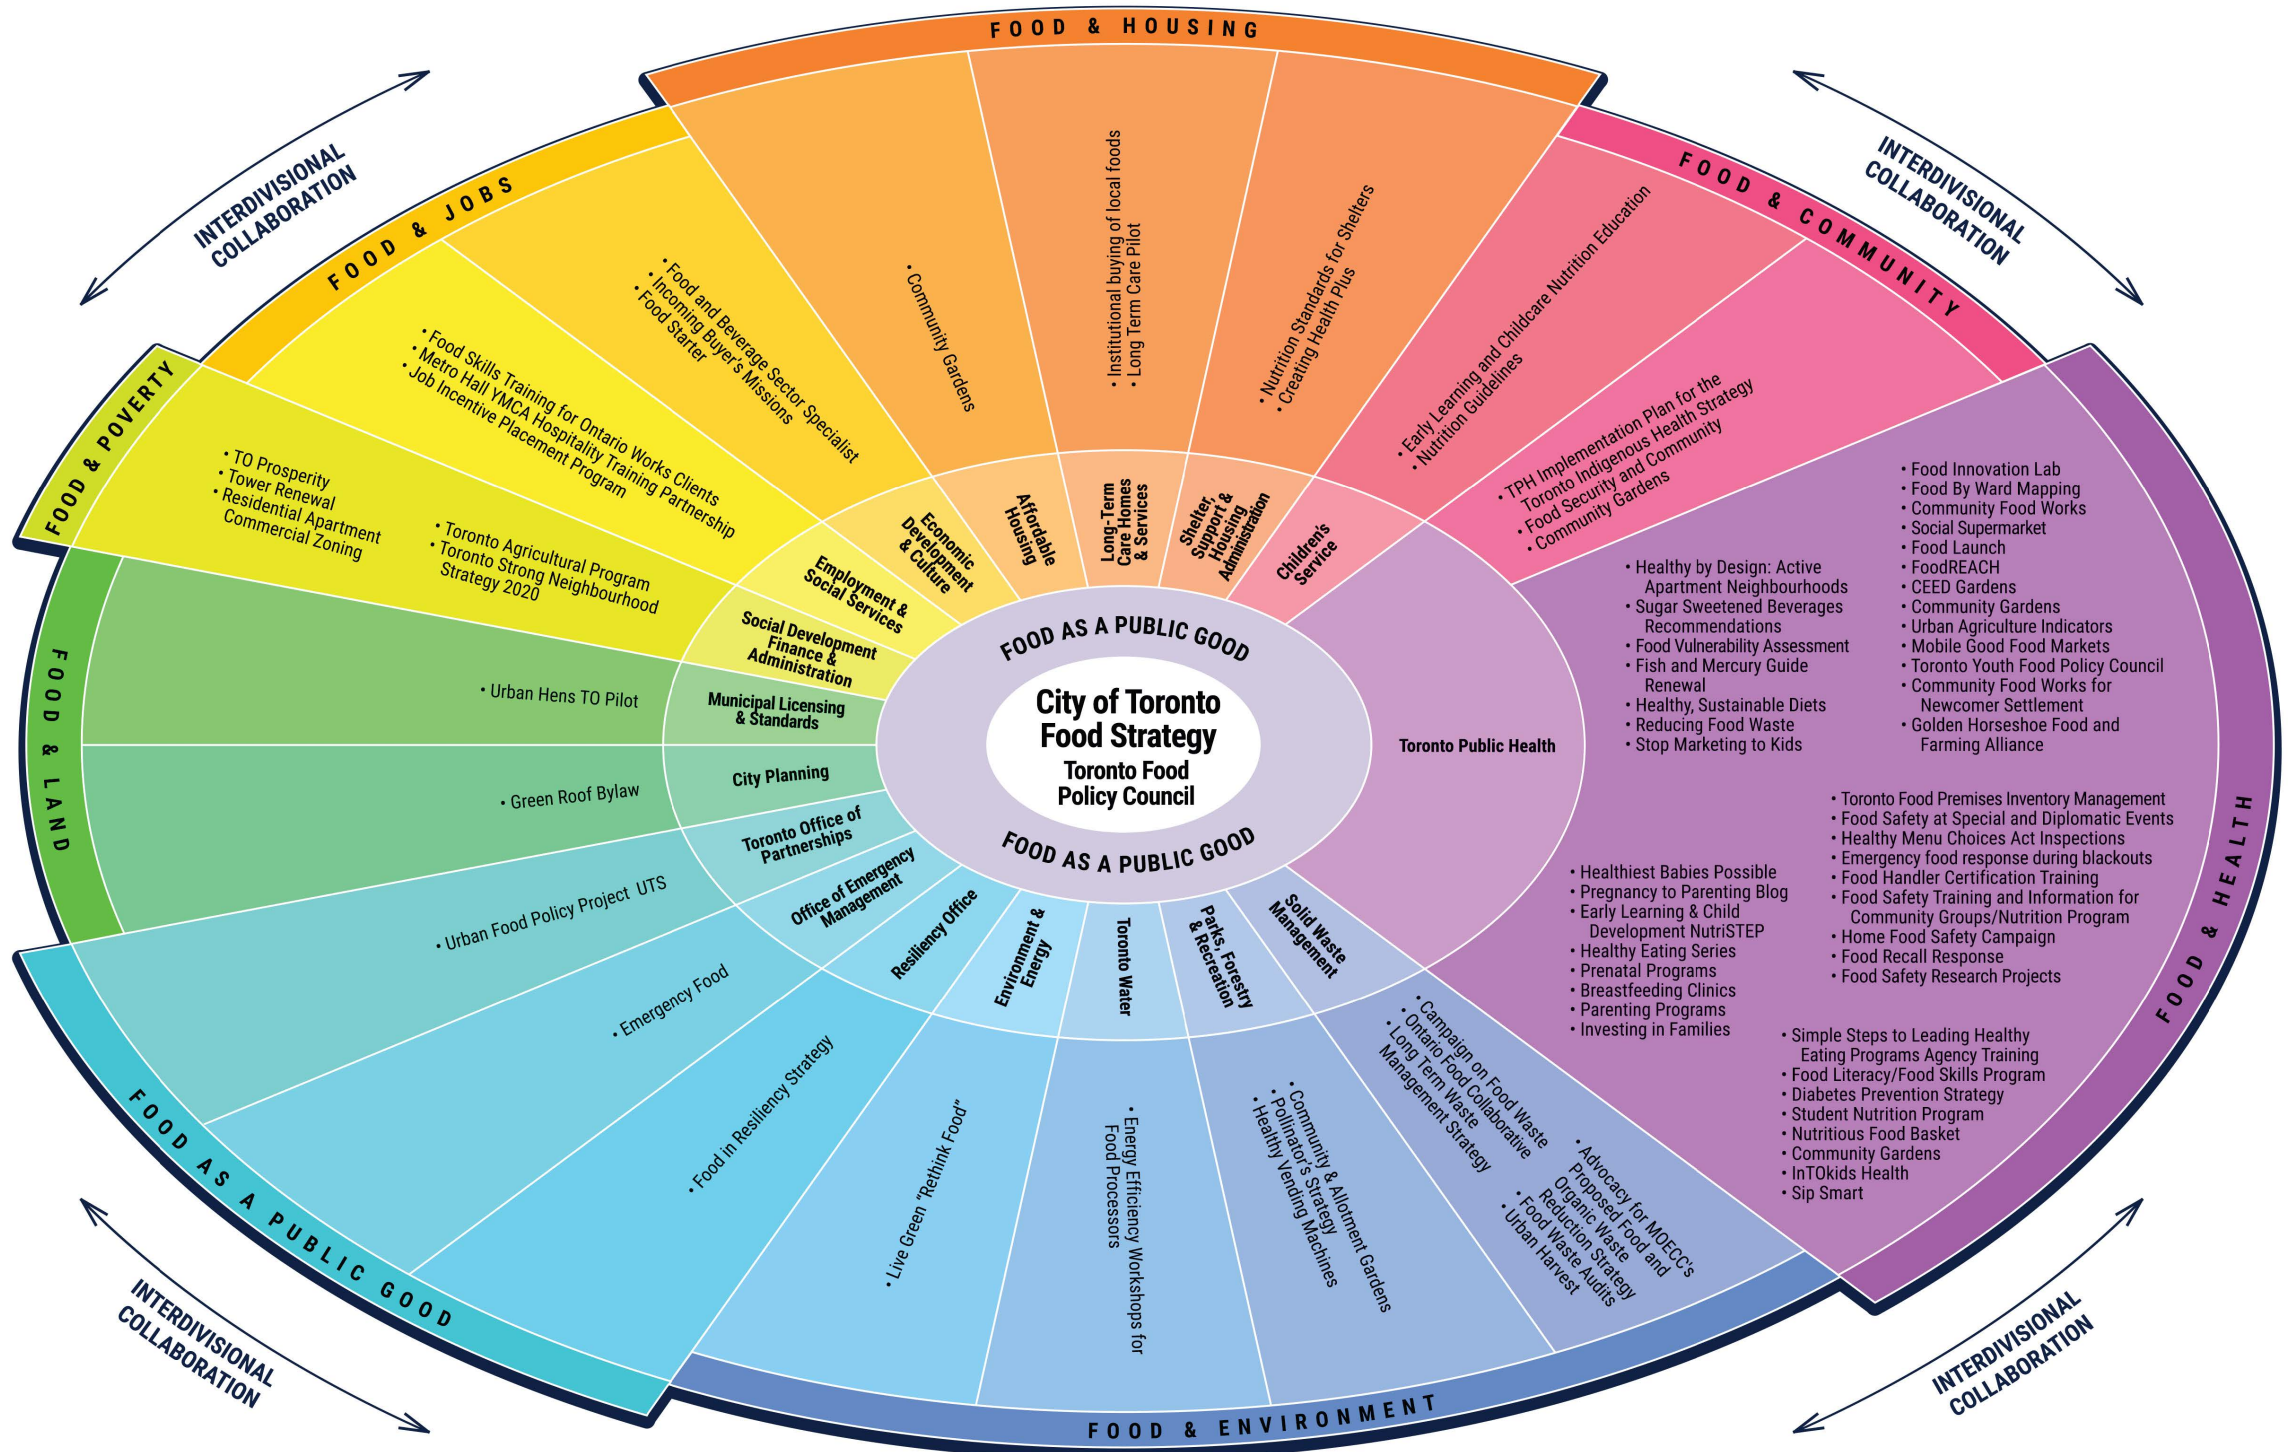 FOOD & HOUSING
INTERDIVISIONAL
COLLABORATION
INTERDIVISIONAL
COLLABORATION
FOOD & JOBS
FOOD & COMMUNITY
FOOD & POVERTY
• TO Prosperity
• Tower Renewal
• Residential Apartment
Commercial Zoning
• Toronto Agricultural Program
• Toronto Strong Neighbourhood
Strategy 2020
• Food Skills Training for Ontario Works Clients
• Metro Hall YMCA Hospitality Training Partnership
• Job Incentive Placement Program
• Food and Beverage Sector Specialist
• Incoming Buyer's Missions
• Food Starter
• Community Gardens
• Institutional buying of local foods
• Long Term Care Pilot
• Nutrition Standards for Shelters
• Creating Health Plus
• Early Learning and Childcare Nutrition Education
• Nutrition Guidelines
• TPH Implementation Plan for the
Toronto Indigenous Health Strategy
• Food Security and Community
• Community Gardens
Social Development
Finance &
Administration
Employment &
Social Services
Economic
Development
& Culture
Affordable
Housing
Long-Term
Care Homes
& Services
Shelter,
Support &
Housing
Administration
Children's
Service
FOOD AS A PUBLIC GOOD
City of Toronto
Food Strategy
Toronto Food
Policy Council
FOOD AS A PUBLIC GOOD
Toronto Public Health
• Healthy by Design: Active
Apartment Neighbourhoods
• Sugar Sweetened Beverages
Recommendations
• Food Vulnerability Assessment
• Fish and Mercury Guide
Renewal
• Healthy, Sustainable Diets
• Reducing Food Waste
• Stop Marketing to Kids
• Food Innovation Lab
• Food By Ward Mapping
• Community Food Works
• Social Supermarket
• Food Launch
• FoodREACH
• CEED Gardens
• Community Gardens
• Urban Agriculture Indicators
• Mobile Good Food Markets
• Toronto Youth Food Policy Council
• Community Food Works for
Newcomer Settlement
• Golden Horseshoe Food and
Farming Alliance
• Toronto Food Premises Inventory Management
• Food Safety at Special and Diplomatic Events
• Healthy Menu Choices Act Inspections
• Emergency food response during blackouts
• Food Handler Certification Training
• Food Safety Training and Information for
Community Groups/Nutrition Program
• Home Food Safety Campaign
• Food Recall Response
• Food Safety Research Projects
• Healthiest Babies Possible
• Pregnancy to Parenting Blog
• Early Learning & Child
Development NutriSTEP
• Healthy Eating Series
• Prenatal Programs
• Breastfeeding Clinics
• Parenting Programs
• Investing in Families
• Simple Steps to Leading Healthy
Eating Programs Agency Training
• Food Literacy/Food Skills Program
• Diabetes Prevention Strategy
• Student Nutrition Program
• Nutritious Food Basket
• Community Gardens
• InTOkids Health
• Sip Smart
FOOD & HEALTH
FOOD & LAND
• Urban Hens TO Pilot
Municipal Licensing
& Standards
• Green Roof Bylaw
City Planning
• Urban Food Policy Project UTS
Toronto Office of
Partnerships
• Emergency Food
Office of Emergency
Management
• Food in Resiliency Strategy
Resiliency Office
• Live Green "Rethink Food"
Environment &
Energy
• Energy Efficiency Workshops for
Food Processors
Toronto Water
• Community & Allotment Gardens
• Pollinator's Strategy
• Healthy Vending Machines
Parks, Forestry
& Recreation
Solid Waste
Management
• Campaign on Food Waste
• Ontario Food Collaborative
• Long Term Waste
Management Strategy
• Advocacy for MOECC's
Proposed Food and
Organic Waste
Reduction Strategy
• Food Waste Audits
• Urban Harvest
FOOD AS A PUBLIC GOOD
FOOD & ENVIRONMENT
INTERDIVISIONAL
COLLABORATION
INTERDIVISIONAL
COLLABORATION